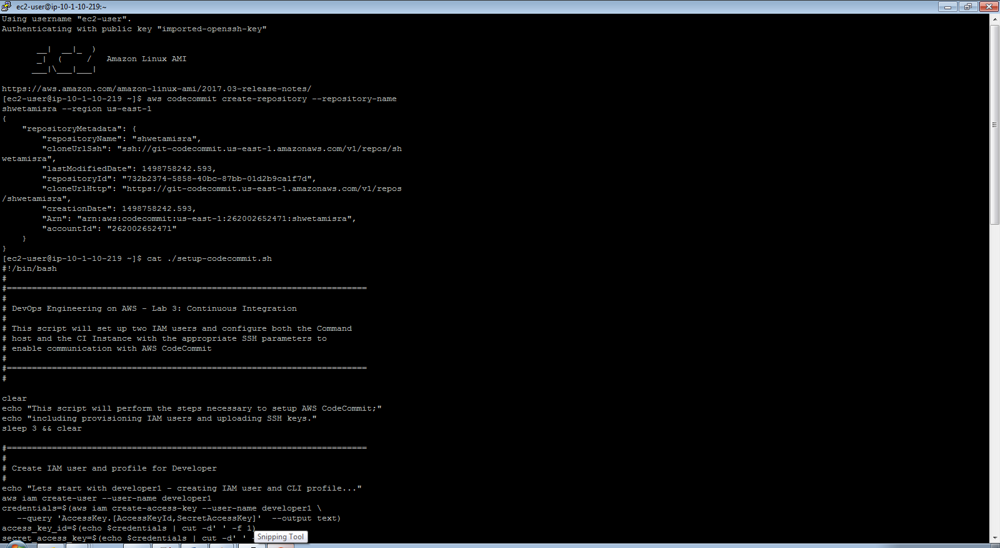 ec2-user@ip-10-1-10-219:~
Using username "ec2-user".
Authenticating with public key "imported-openssh-key"
       __|  __|_  )
       _|  (     /   Amazon Linux AMI
      ___|\___|___|
https://aws.amazon.com/amazon-linux-ami/2017.03-release-notes/
[ec2-user@ip-10-1-10-219 ~]$ aws codecommit create-repository --repository-name
shwetamisra --region us-east-1
{
    "repositoryMetadata": {
        "repositoryName": "shwetamisra",
        "cloneUrlSsh": "ssh://git-codecommit.us-east-1.amazonaws.com/v1/repos/sh
wetamisra",
        "lastModifiedDate": 1498758242.593,
        "repositoryId": "732b2374-5858-40bc-87bb-01d2b9ca1f7d",
        "cloneUrlHttp": "https://git-codecommit.us-east-1.amazonaws.com/v1/repos
/shwetamisra",
        "creationDate": 1498758242.593,
        "Arn": "arn:aws:codecommit:us-east-1:262002652471:shwetamisra",
        "accountId": "262002652471"
    }
}
[ec2-user@ip-10-1-10-219 ~]$ cat ./setup-codecommit.sh
#!/bin/bash
#
#========================================================================
#
# DevOps Engineering on AWS - Lab 3: Continuous Integration
#
# This script will set up two IAM users and configure both the Command
# host and the CI Instance with the appropriate SSH parameters to
# enable communication with AWS CodeCommit
#
#========================================================================
#
clear
echo "This script will perform the steps necessary to setup AWS CodeCommit;"
echo "including provisioning IAM users and uploading SSH keys."
sleep 3 && clear
#========================================================================
#
# Create IAM user and profile for Developer
#
echo "Lets start with developer1 - creating IAM user and CLI profile..."
aws iam create-user --user-name developer1
credentials=$(aws iam create-access-key --user-name developer1 \
   --query 'AccessKey.[AccessKeyId,SecretAccessKey]'  --output text)
access_key_id=$(echo $credentials | cut -d' ' -f 1)
secret_access_key=$(echo $credentials | cut -d' ' -
Snipping Tool